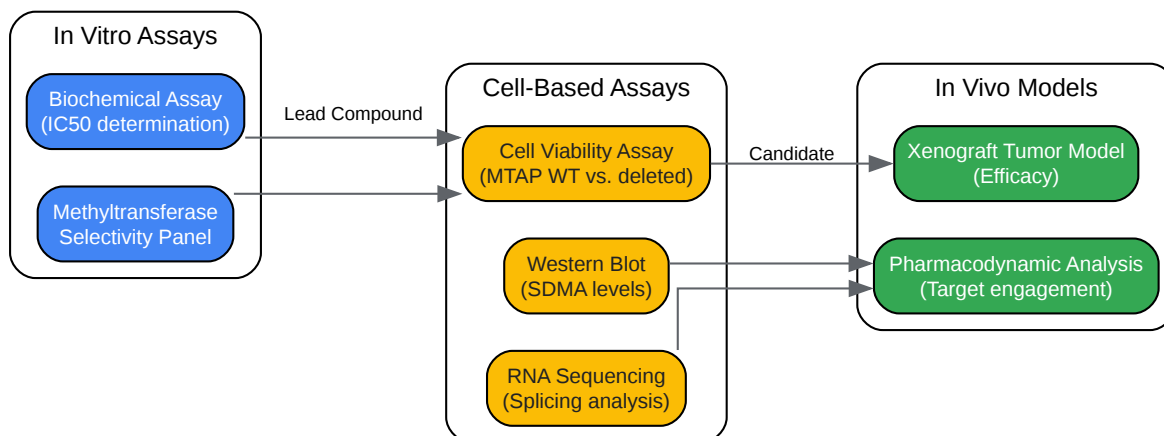 In Vitro Assays
Biochemical Assay
(IC50 determination)
Methyltransferase
Selectivity Panel
Lead Compound
Cell-Based Assays
Cell Viability Assay
(MTAP WT vs. deleted)
Western Blot
(SDMA levels)
RNA Sequencing
(Splicing analysis)
Candidate
In Vivo Models
Xenograft Tumor Model
(Efficacy)
Pharmacodynamic Analysis
(Target engagement)